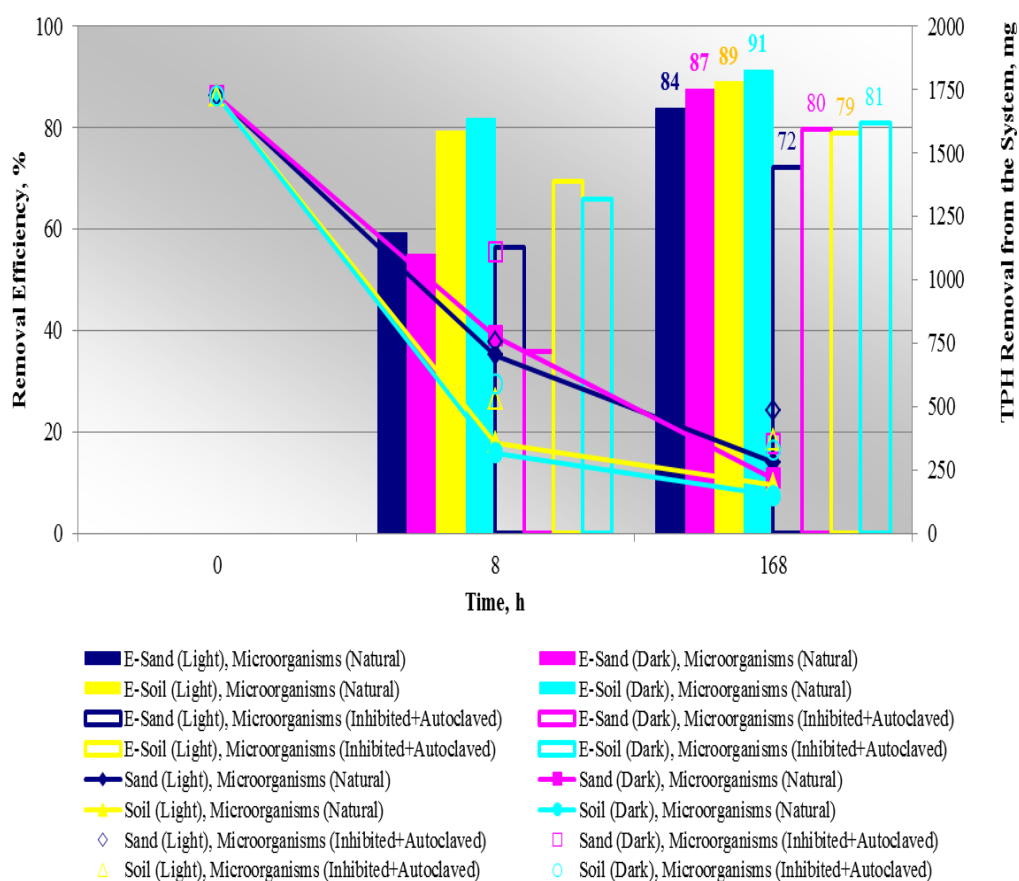 100
80
60
40
20
0
Removal Efficiency, %
84
87
89
91
72
80
79
81
2000
1750
1500
1250
1000
750
500
250
0
TPH Removal from the System, mg
0 8 168
Time, h
E-Sand (Light), Microorganisms (Natural)
E-Sand (Dark), Microorganisms (Natural)
E-Soil (Light), Microorganisms (Natural)
E-Soil (Dark), Microorganisms (Natural)
E-Sand (Light), Microorganisms (Inhibited+Autoclaved)
E-Sand (Dark), Microorganisms (Inhibited+Autoclaved)
E-Soil (Light), Microorganisms (Inhibited+Autoclaved)
E-Soil (Dark), Microorganisms (Inhibited+Autoclaved)
Sand (Light), Microorganisms (Natural)
Sand (Dark), Microorganisms (Natural)
Soil (Light), Microorganisms (Natural)
Soil (Dark), Microorganisms (Natural)
Sand (Light), Microorganisms (Inhibited+Autoclaved)
Sand (Dark), Microorganisms (Inhibited+Autoclaved)
Soil (Light), Microorganisms (Inhibited+Autoclaved)
Soil (Dark), Microorganisms (Inhibited+Autoclaved)